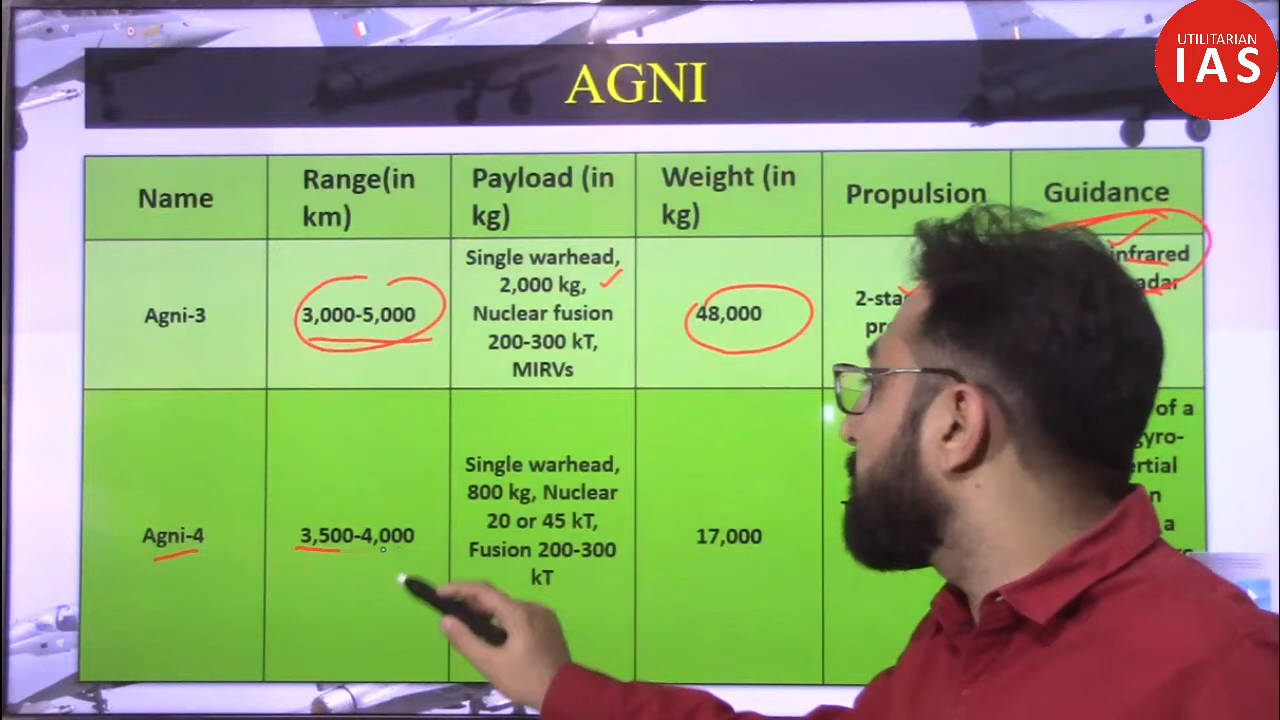 UTILITARIAN
IAS
AGNI
Name
Range(in
km)
Payload (in
kg)
Weight (in
kg)
Propulsion
Guidance
Agni-3
3,000-5,000
Single warhead,
2,000 kg,
Nuclear fusion
200-300 kT,
MIRVs
48,000
infrared
Agni-4
3,500-4,000
Single warhead,
800 kg, Nuclear
20 or 45 kT,
Fusion 200-300
kT
17,000
of a
a